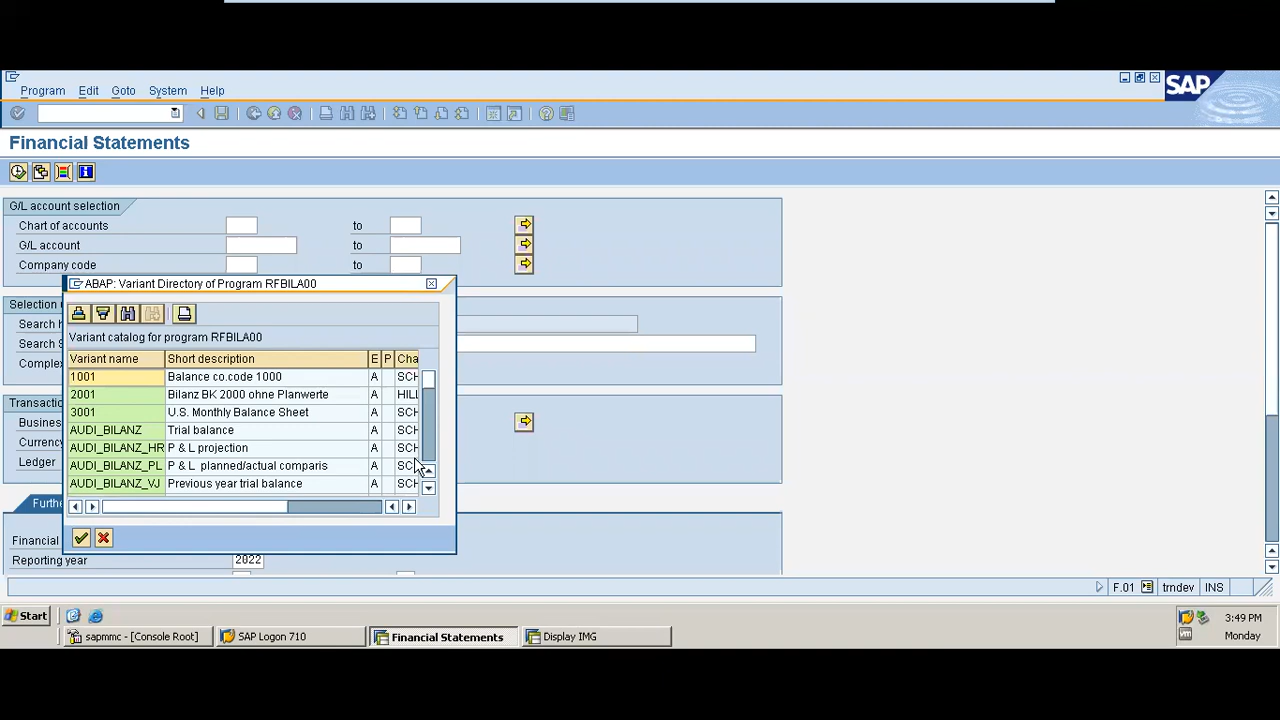 Program Edit Goto System Help
SAP
Financial Statements
G/L account selection
Chart of accounts to
G/L account to
Company code to
ABAP: Variant Directory of Program RFBILA00
Selection
Search
Variant catalog for program RFBILA00
Search S
Variant name Short description E P Cha
Comple
1001 Balance co.code 1000 A SCH
2001 Bilanz BK 2000 ohne Planwerte A HILL
Transactio
3001 U.S. Monthly Balance Sheet A SCH
Busines
AUDI_BILANZ Trial balance A SCH
Currenc
AUDI_BILANZ_HR P & L projection A SCH
Ledger
AUDI_BILANZ_PL P & L planned/actual comparis A SC
AUDI_BILANZ_VJ Previous year trial balance A SCH
Furthe
Financial
Reporting year 2022
F.01 trndev INS
Start
3:49 PM
sapmmc - [Console Root] SAP Logon 710 Financial Statements Display IMG
Monday